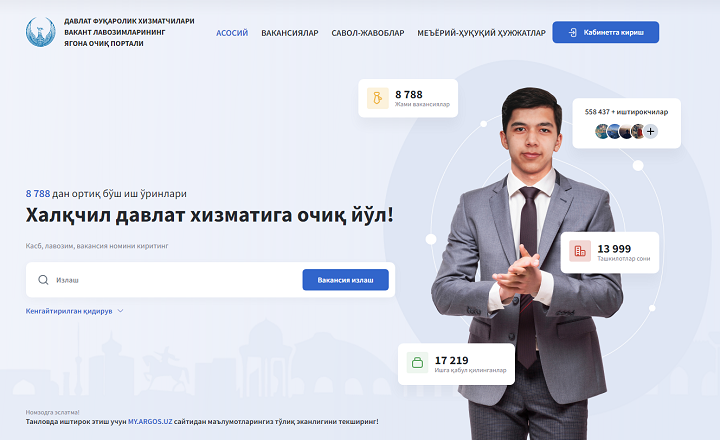 ДАВЛАТ ФУҚАРОЛИК ХИЗМАТЧИЛАРИ
ВАКАНТ ЛАВОЗИМЛАРИНИНГ
ЯГОНА ОЧИҚ ПОРТАЛИ
АСОСИЙ ВАКАНСИЯЛАР САВОЛ-ЖАВОБЛАР МЕЪЁРИЙ-ҲУҚУҚИЙ ҲУЖЖАТЛАР Кабинетга кириш
8 788
Жами вакансиялар
558 437 + иштирокчилар
+
8 788 дан ортиқ бўш иш ўринлари
Халқчил давлат хизматига очиқ йўл!
Касб, лавозим, вакансия номини киритинг
Излаш Вакансия излаш
Кенгайтирилган қидирув
13 999
Ташкилотлар сони
17 219
Ишга қабул қилинганлар
Номзодга эслатма!
Танловда иштирок этиш учун MY.ARGOS.UZ сайтидан маълумотларингиз тўлиқ эканлигини текширинг!